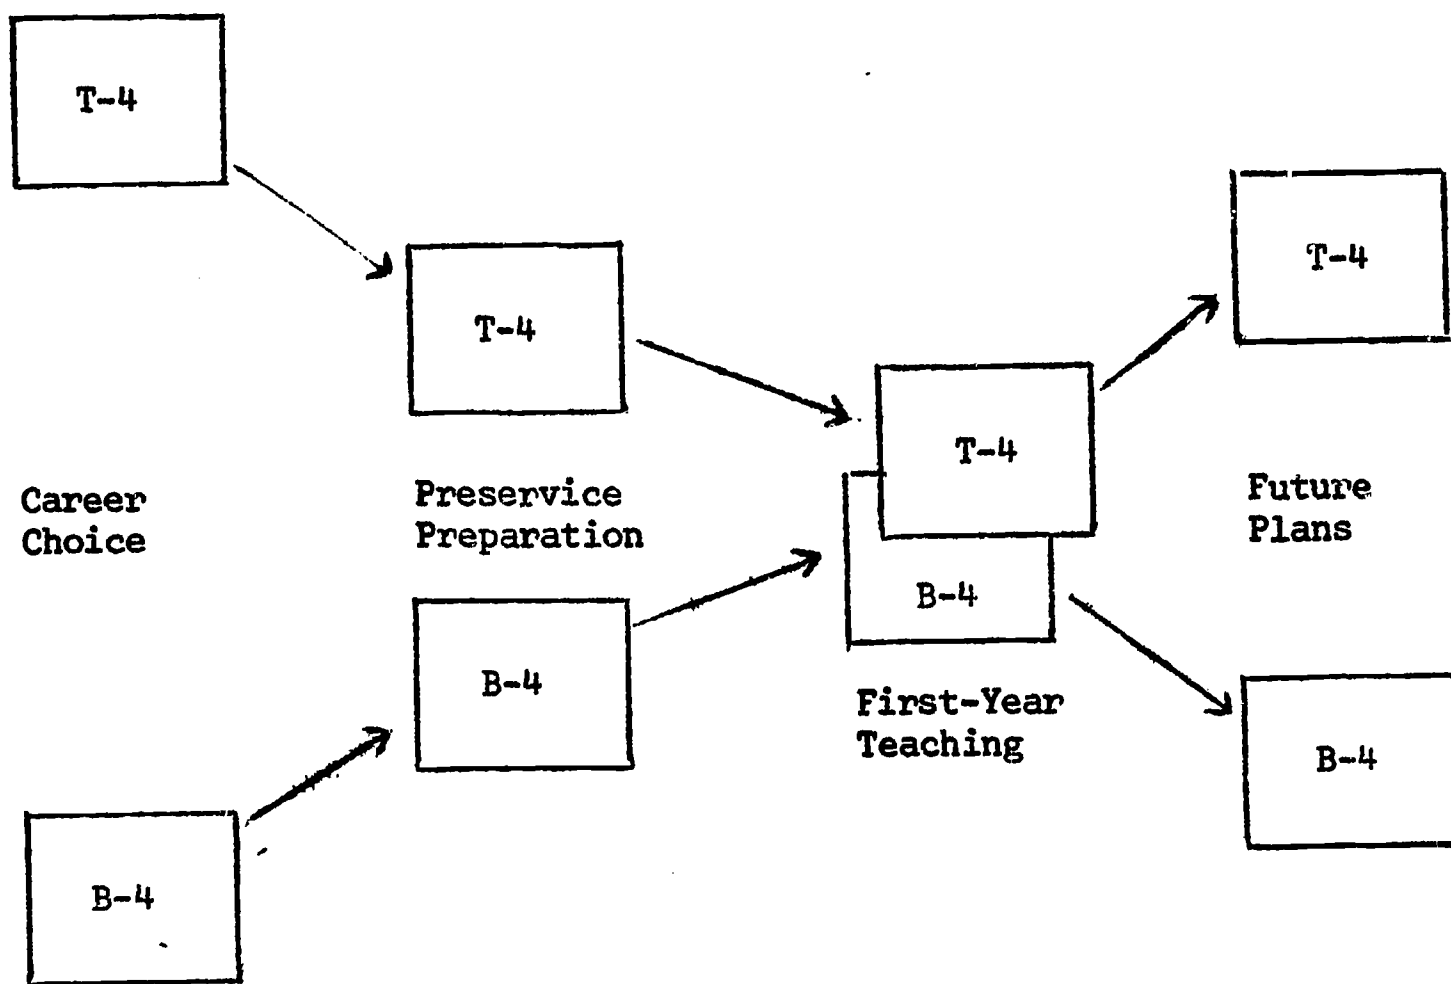 T-4
T-4
T-4
T-4
Career
Choice
Preservice
Preparation
Future
Plans
B-4
B-4
First-Year
Teaching
B-4
B-4